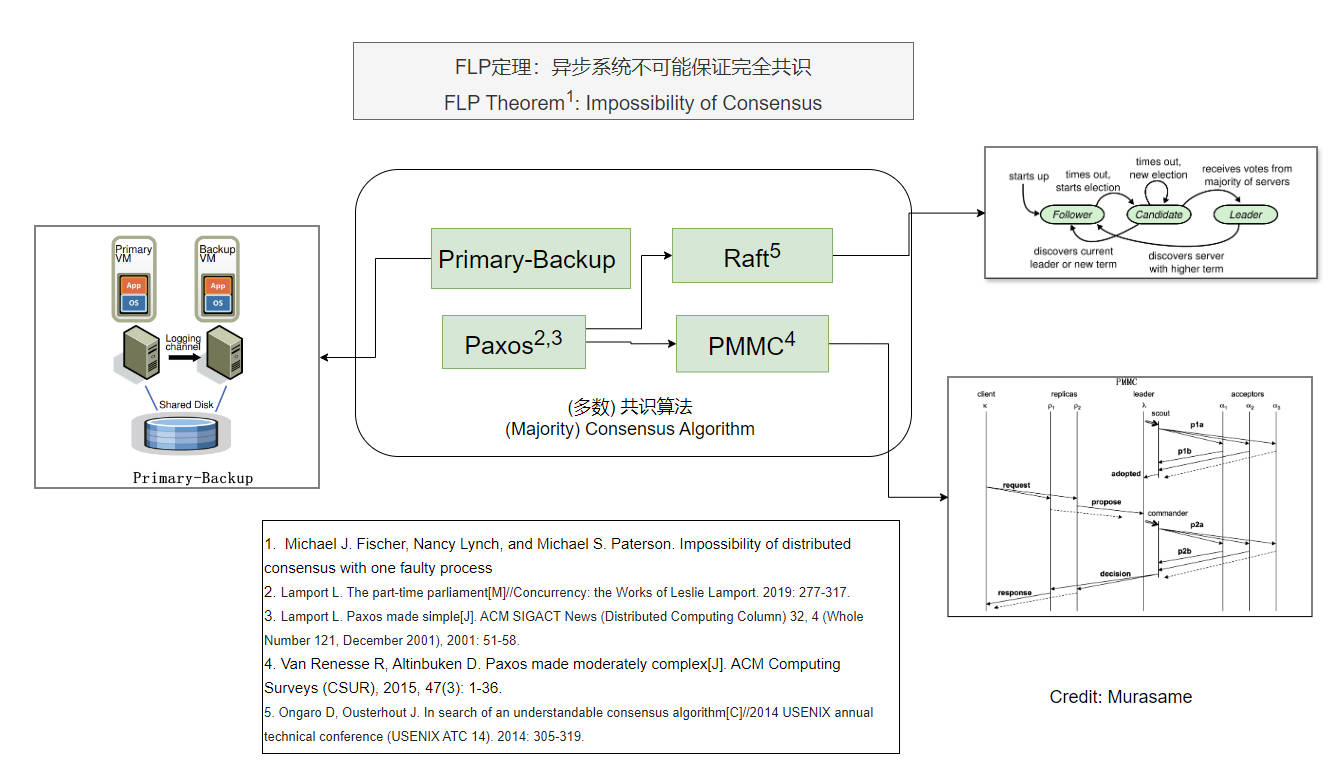 FLP定理：异步系统不可能保证完全共识
FLP Theorem1: Impossibility of Consensus
Primary VM
Backup VM
App
OS
App
OS
Logging channel
Shared Disk
Primary-Backup
Primary-Backup
Raft5
Paxos2,3
PMMC4
(多数) 共识算法
(Majority) Consensus Algorithm
starts up
times out,
starts election
times out,
new election
receives votes from
majority of servers
Follower
Candidate
Leader
discovers current
leader or new term
discovers server
with higher term
PMMC
client
replicas
leader
acceptors
κ
ρ1
ρ2
λ
α1
α2
α3
scout
p1a
p1b
adopted
request
propose
commander
p2a
p2b
decision
response
1. Michael J. Fischer, Nancy Lynch, and Michael S. Paterson. Impossibility of distributed
consensus with one faulty process
2. Lamport L. The part-time parliament[M]//Concurrency: the Works of Leslie Lamport. 2019: 277-317.
3. Lamport L. Paxos made simple[J]. ACM SIGACT News (Distributed Computing Column) 32, 4 (Whole
Number 121, December 2001), 2001: 51-58.
4. Van Renesse R, Altinbuken D. Paxos made moderately complex[J]. ACM Computing
Surveys (CSUR), 2015, 47(3): 1-36.
5. Ongaro D, Ousterhout J. In search of an understandable consensus algorithm[C]//2014 USENIX annual
technical conference (USENIX ATC 14). 2014: 305-319.
Credit: Murasame